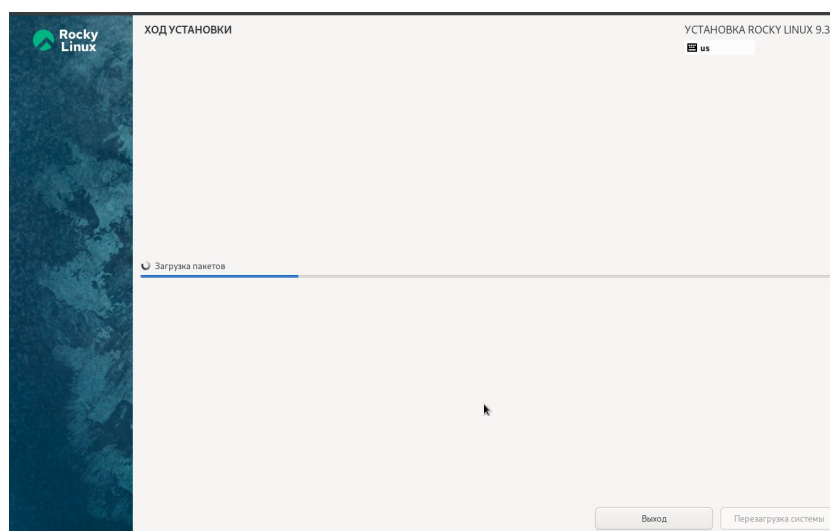 Rocky
Linux
ХОД УСТАНОВКИ
УСТАНОВКА ROCKY LINUX 9.3
us
Загрузка пакетов
Выход
Перезагрузка системы